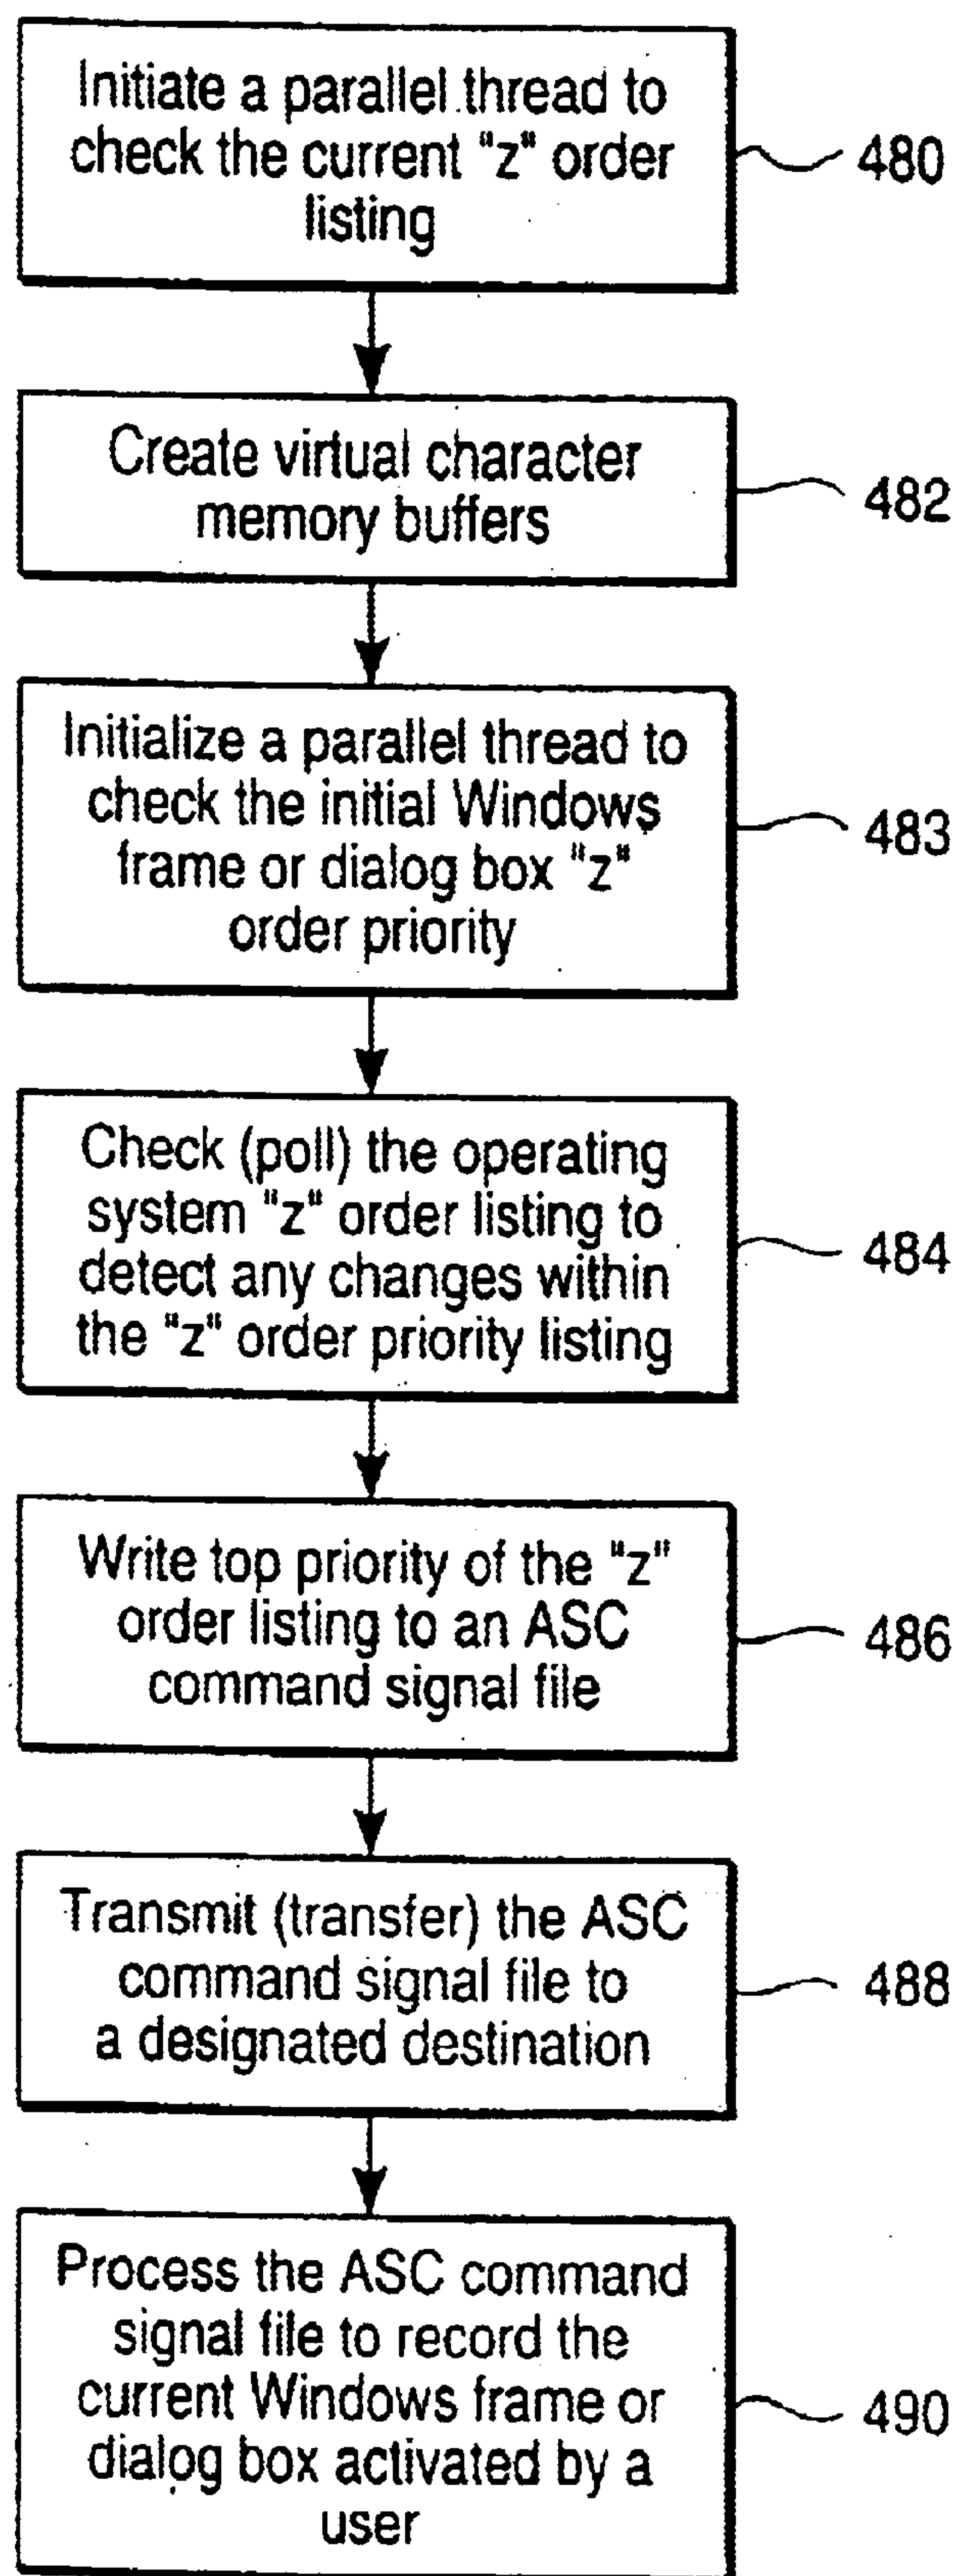 Initiate a parallel thread to
check the current "z" order
listing
480
Create virtual character
memory buffers
482
Initialize a parallel thread to
check the initial Windows
frame or dialog box "z"
order priority
483
Check (poll) the operating
system "z" order listing to
detect any changes within
the "z" order priority listing
484
Write top priority of the "z"
order listing to an ASC
command signal file
486
Transmit (transfer) the ASC
command signal file to
a designated destination
488
Process the ASC command
signal file to record the
current Windows frame or
dialog box activated by a
user
490